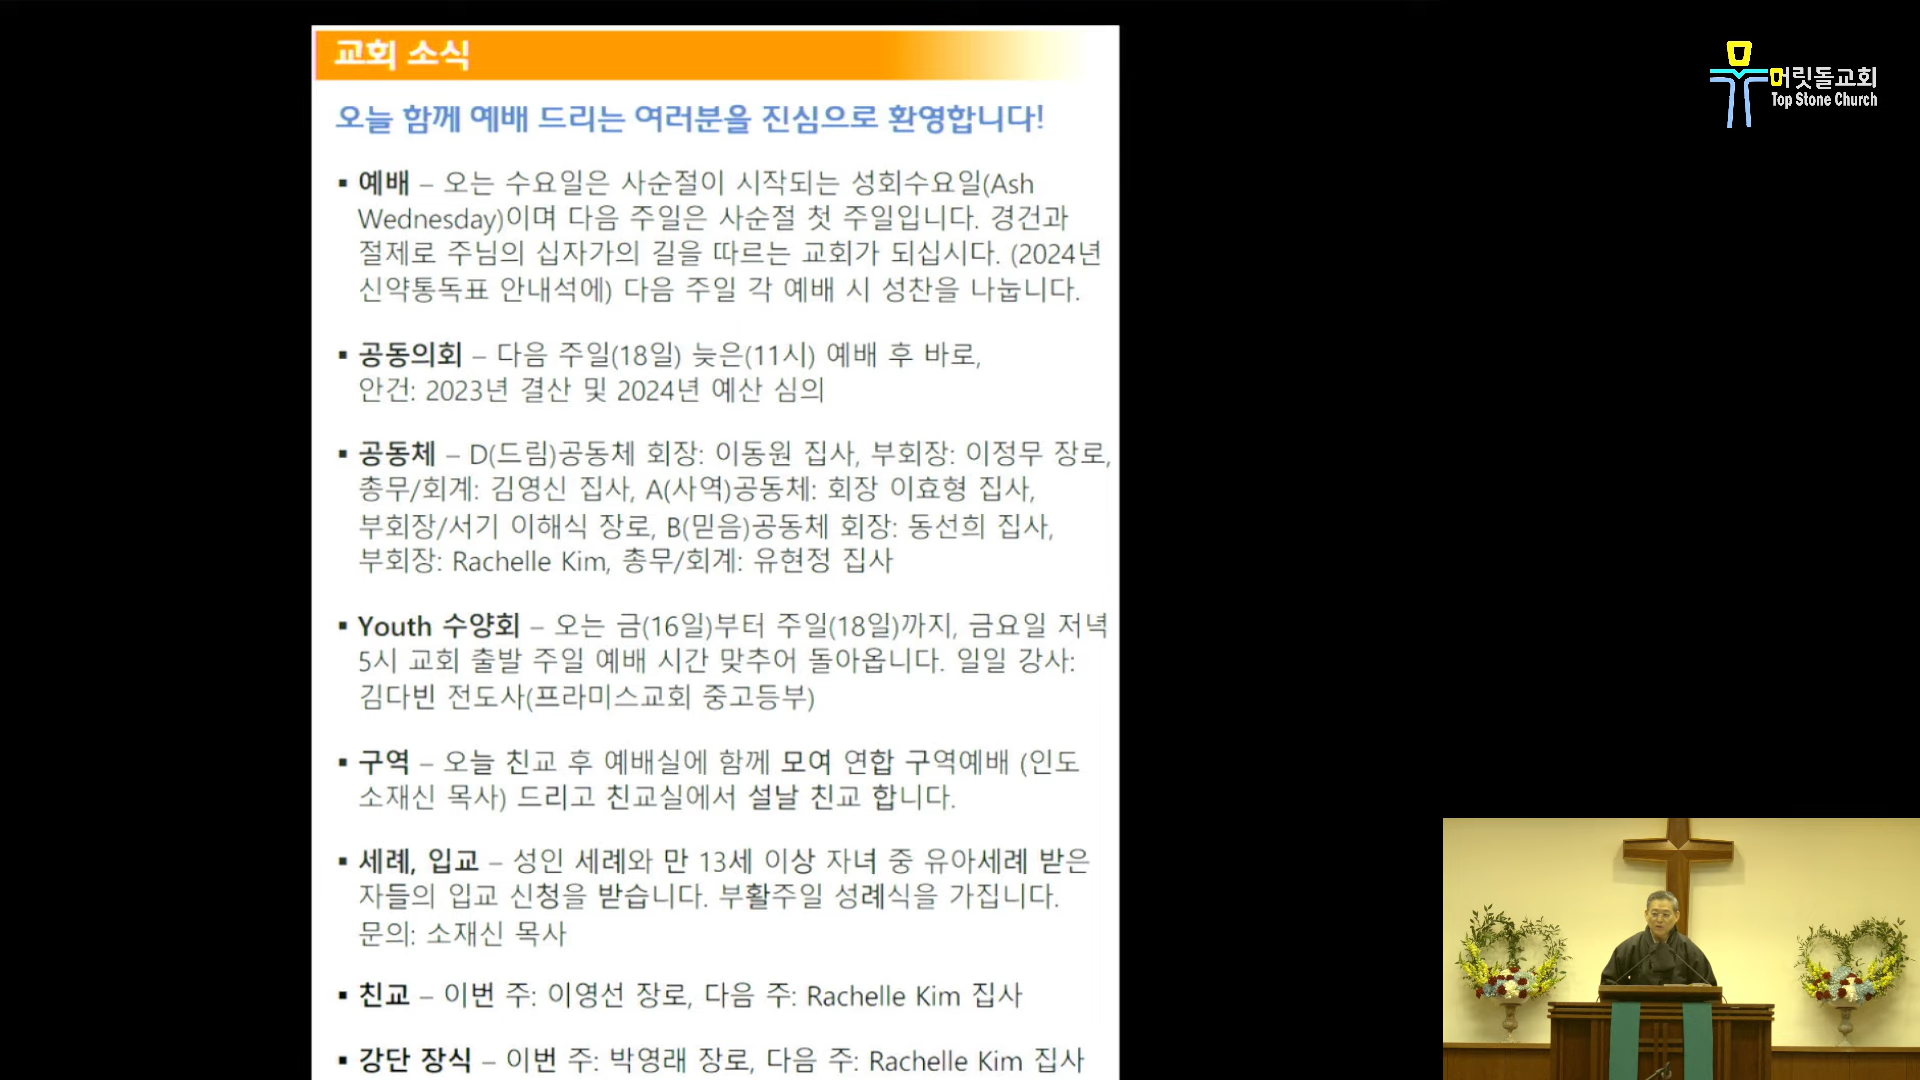 교회 소식
머릿돌교회
Top Stone Church
오늘 함께 예배 드리는 여러분을 진심으로 환영합니다!
▪ 예배 – 오는 수요일은 사순절이 시작되는 성회수요일(Ash
Wednesday)이며 다음 주일은 사순절 첫 주일입니다. 경건과
절제로 주님의 십자가의 길을 따르는 교회가 되십시다. (2024년
신약통독표 안내석에) 다음 주일 각 예배 시 성찬을 나눕니다.
▪ 공동의회 – 다음 주일(18일) 늦은(11시) 예배 후 바로,
안건: 2023년 결산 및 2024년 예산 심의
▪ 공동체 – D(드림)공동체 회장: 이동원 집사, 부회장: 이정무 장로,
총무/회계: 김영신 집사, A(사역)공동체: 회장 이효형 집사,
부회장/서기 이해식 장로, B(믿음)공동체 회장: 동선희 집사,
부회장: Rachelle Kim, 총무/회계: 유현정 집사
▪ Youth 수양회 – 오는 금(16일)부터 주일(18일)까지, 금요일 저녁
5시 교회 출발 주일 예배 시간 맞추어 돌아옵니다. 일일 강사:
김다빈 전도사(프라미스교회 중고등부)
▪ 구역 – 오늘 친교 후 예배실에 함께 모여 연합 구역예배 (인도
소재신 목사) 드리고 친교실에서 설날 친교 합니다.
▪ 세례, 입교 – 성인 세례와 만 13세 이상 자녀 중 유아세례 받은
자들의 입교 신청을 받습니다. 부활주일 성례식을 가집니다.
문의: 소재신 목사
▪ 친교 – 이번 주: 이영선 장로, 다음 주: Rachelle Kim 집사
▪ 강단 장식 – 이번 주: 박영래 장로, 다음 주: Rachelle Kim 집사